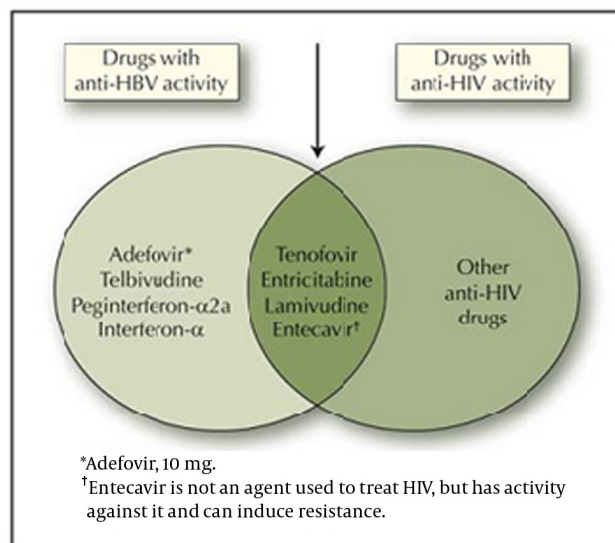 Drugs with
anti-HBV activity
Drugs with
anti-HIV activity
Adefovir*
Telbivudine
Peginterferon-α2a
Interferon-α
Tenofovir
Entricitabine
Lamivudine
Entecavir†
Other
anti-HIV
drugs
*Adefovir, 10 mg.
†Entecavir is not an agent used to treat HIV, but has activity
against it and can induce resistance.